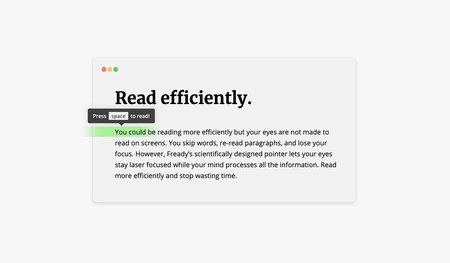 Read efficiently.
Press space to read!
You could be reading more efficiently but your eyes are not made to
read on screens. You skip words, re-read paragraphs, and lose your
focus. However, Fready's scientifically designed pointer lets your eyes
stay laser focused while your mind processes all the information. Read
more efficiently and stop wasting time.